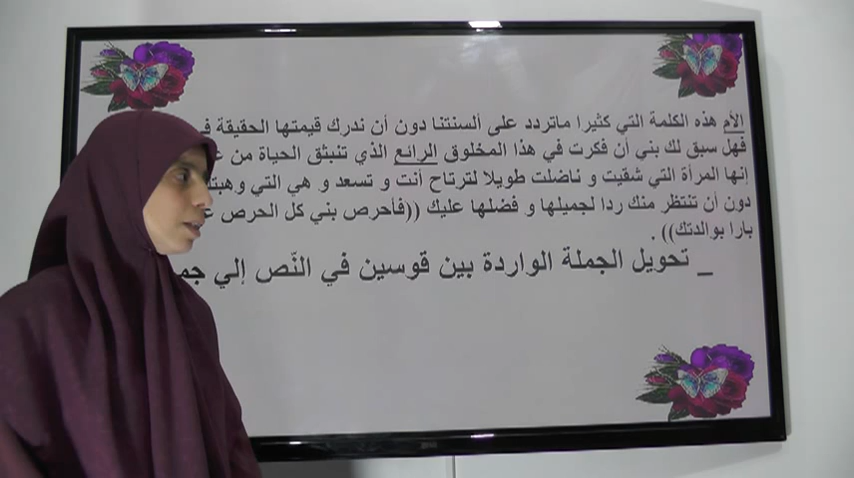 الأم هذه الكلمة التي كثيرا ماتردد على ألسنتنا دون أن ندرك قيمتها الحقيقة
فهل سبق لك بني أن فكرت في هذا المخلوق الرائع الذي تنبثق الحياة من
إنها المرأة التي شقيت و ناضلت طويلا لترتاح أنت و تسعد و هي التي
دون أن تنتظر منك ردا لجميلها و فضلها عليك ((فأحرص بني كل الحرص
بارا بوالدتك)) .
_ تحويل الجملة الواردة بين قوسين في النّص إلي